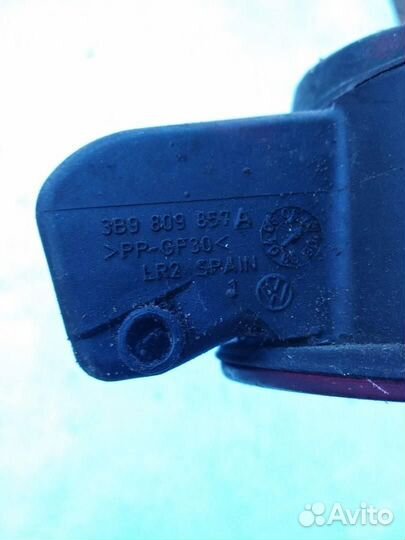 3B9 809 857 A
>PP-GF30<
LR2 SPAIN
1
Avito